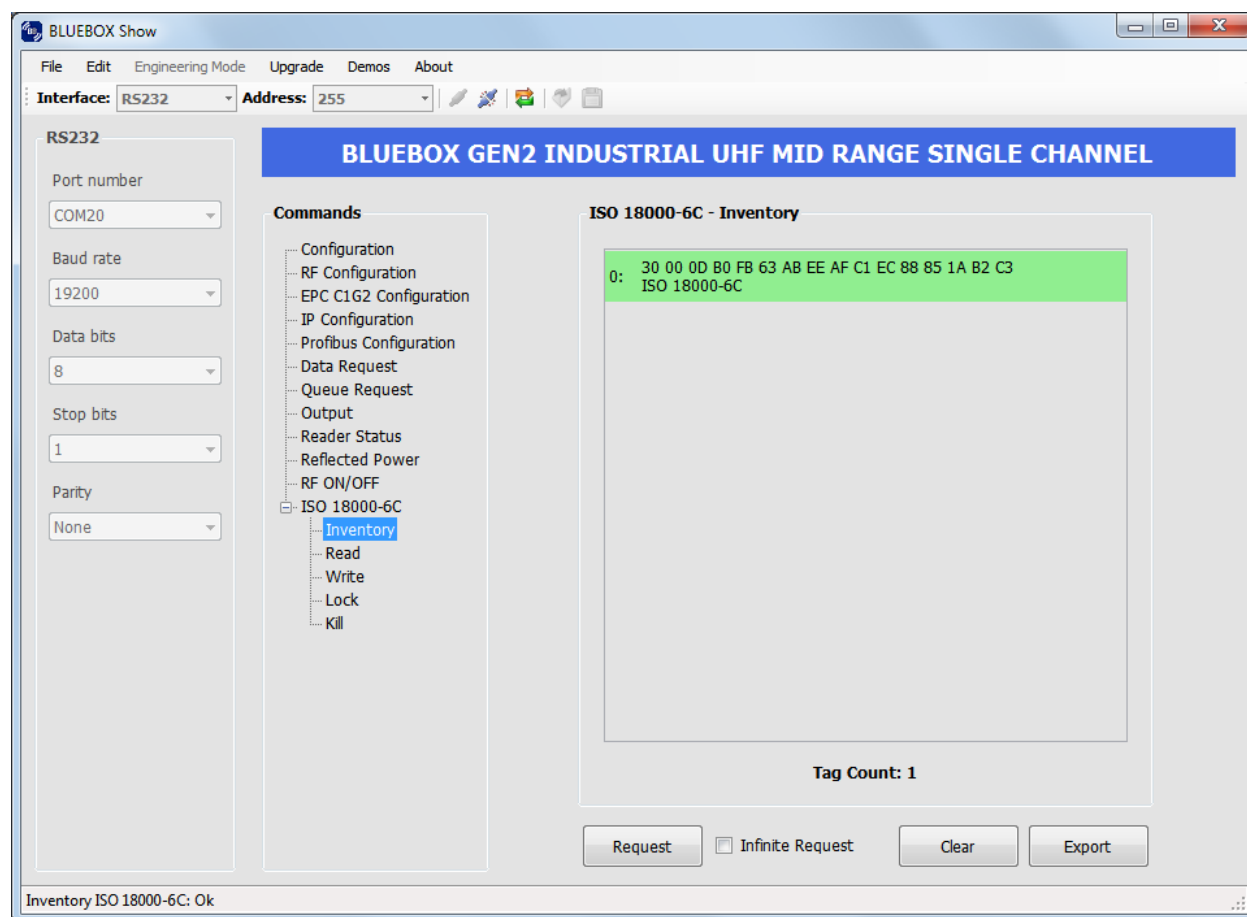 BLUEBOX Show
File Edit Engineering Mode Upgrade Demos About
Interface: RS232 Address: 255
RS232
Port number
COM20
Baud rate
19200
Data bits
8
Stop bits
1
Parity
None
BLUEBOX GEN2 INDUSTRIAL UHF MID RANGE SINGLE CHANNEL
Commands
Configuration
RF Configuration
EPC C1G2 Configuration
IP Configuration
Profibus Configuration
Data Request
Queue Request
Output
Reader Status
Reflected Power
RF ON/OFF
ISO 18000-6C
Inventory
Read
Write
Lock
Kill
ISO 18000-6C - Inventory
0: 30 00 0D B0 FB 63 AB EE AF C1 EC 88 85 1A B2 C3
ISO 18000-6C
Tag Count: 1
Request Infinite Request Clear Export
Inventory ISO 18000-6C: Ok